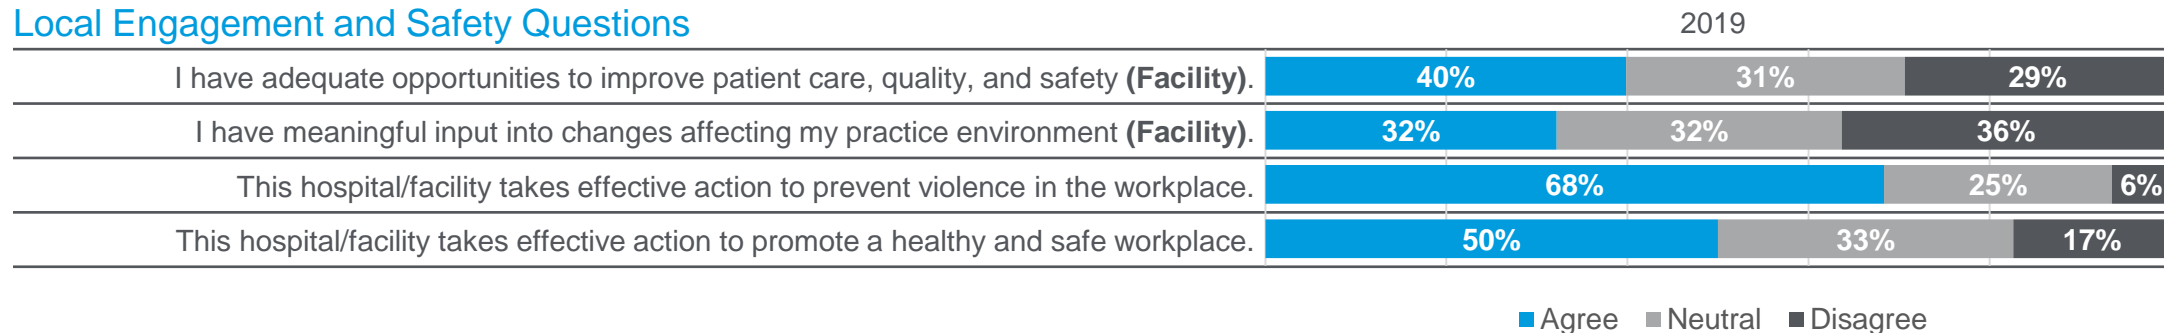 Local Engagement and Safety Questions 2019
I have adequate opportunities to improve patient care, quality, and safety (Facility). 40% 31% 29%
I have meaningful input into changes affecting my practice environment (Facility). 32% 32% 36%
This hospital/facility takes effective action to prevent violence in the workplace. 68% 25% 6%
This hospital/facility takes effective action to promote a healthy and safe workplace. 50% 33% 17%
Agree Neutral Disagree